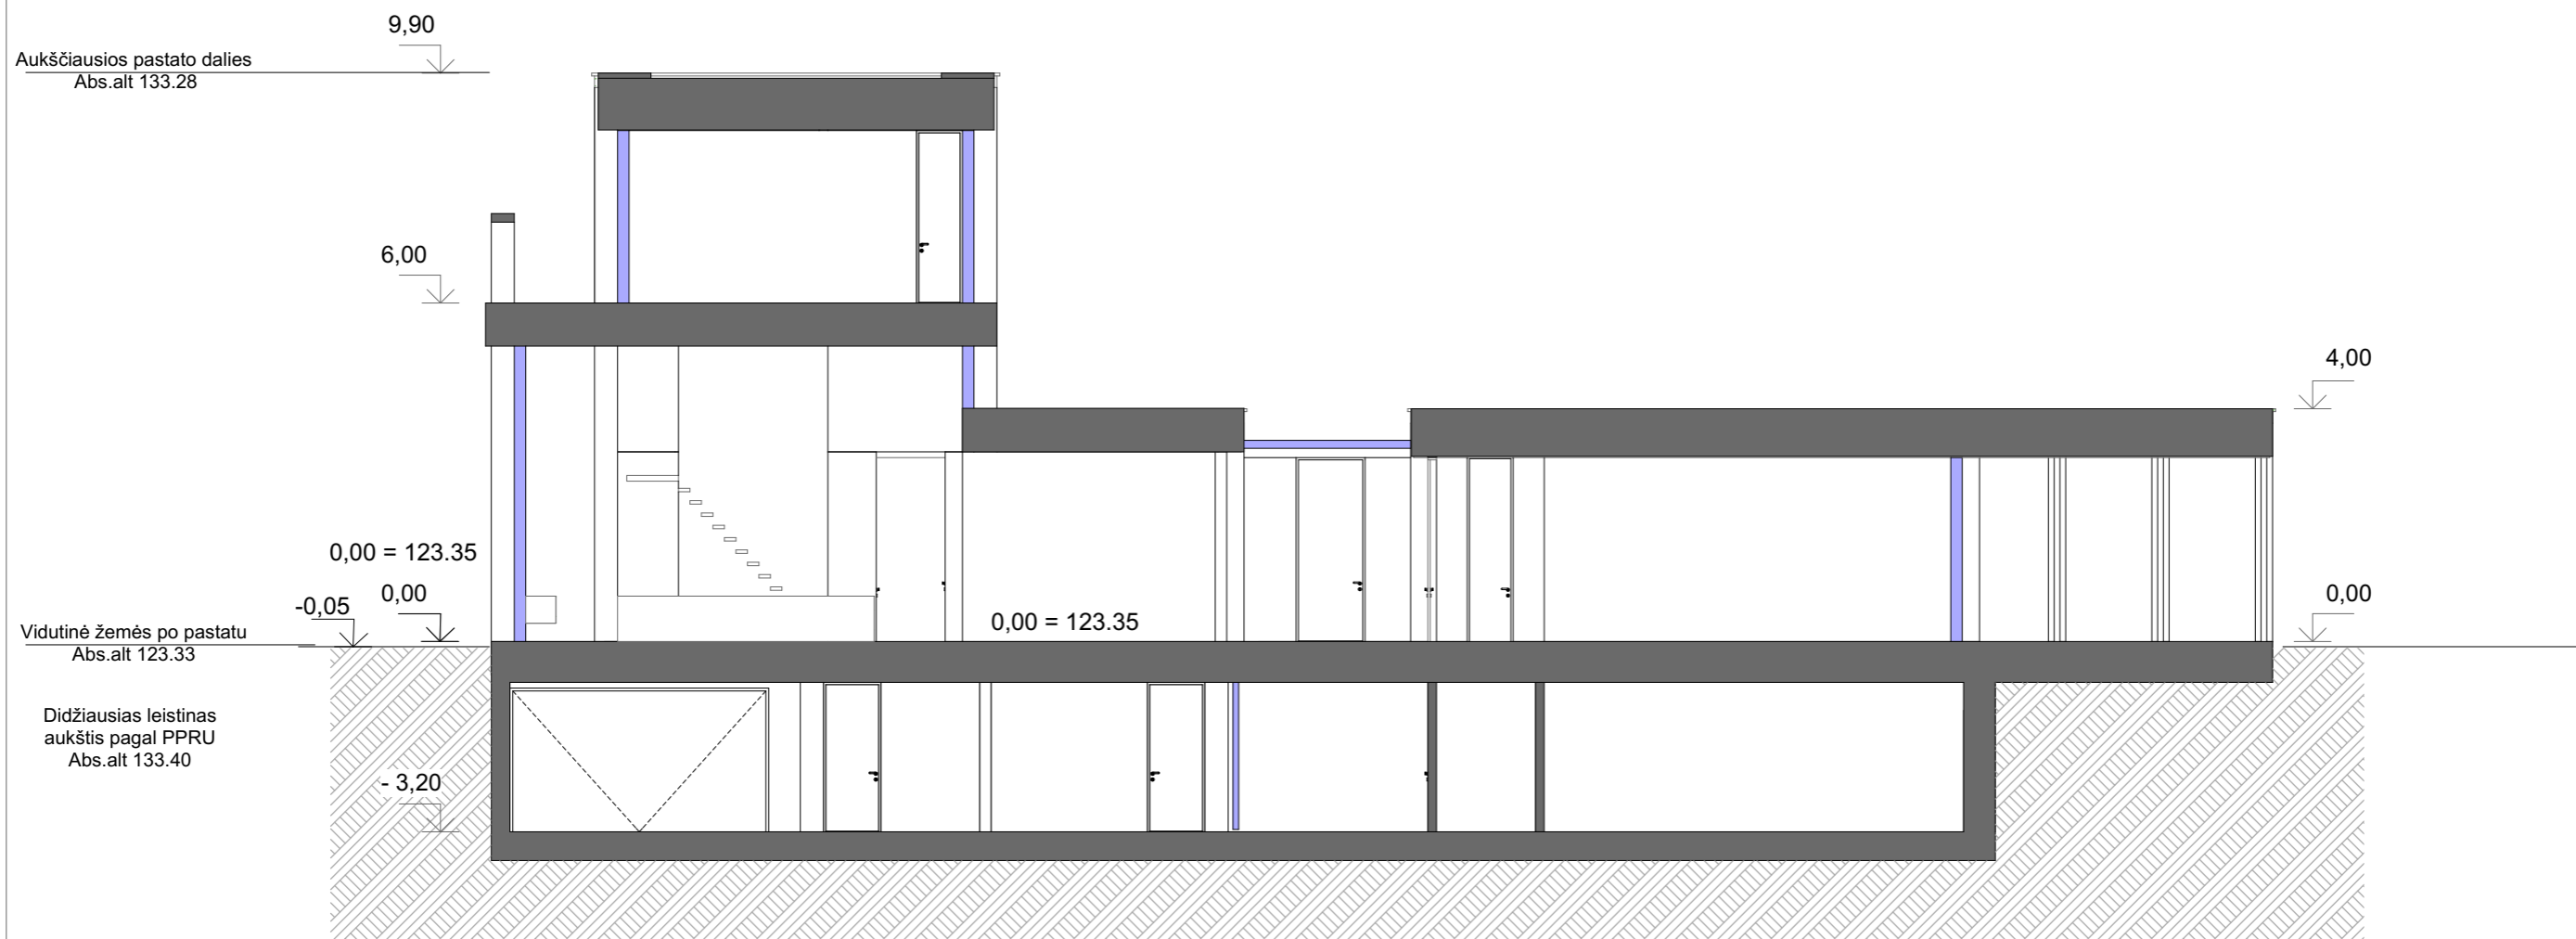 9,90
Aukščiausios pastato dalies
Abs.alt 133.28
6,00
4,00
0,00 = 123.35
-0,05
0,00
0,00
0,00 = 123.35
Vidutinė žemės po pastatu
Abs.alt 123.33
Didžiausias leistinas
aukštis pagal PPRU
Abs.alt 133.40
- 3,20